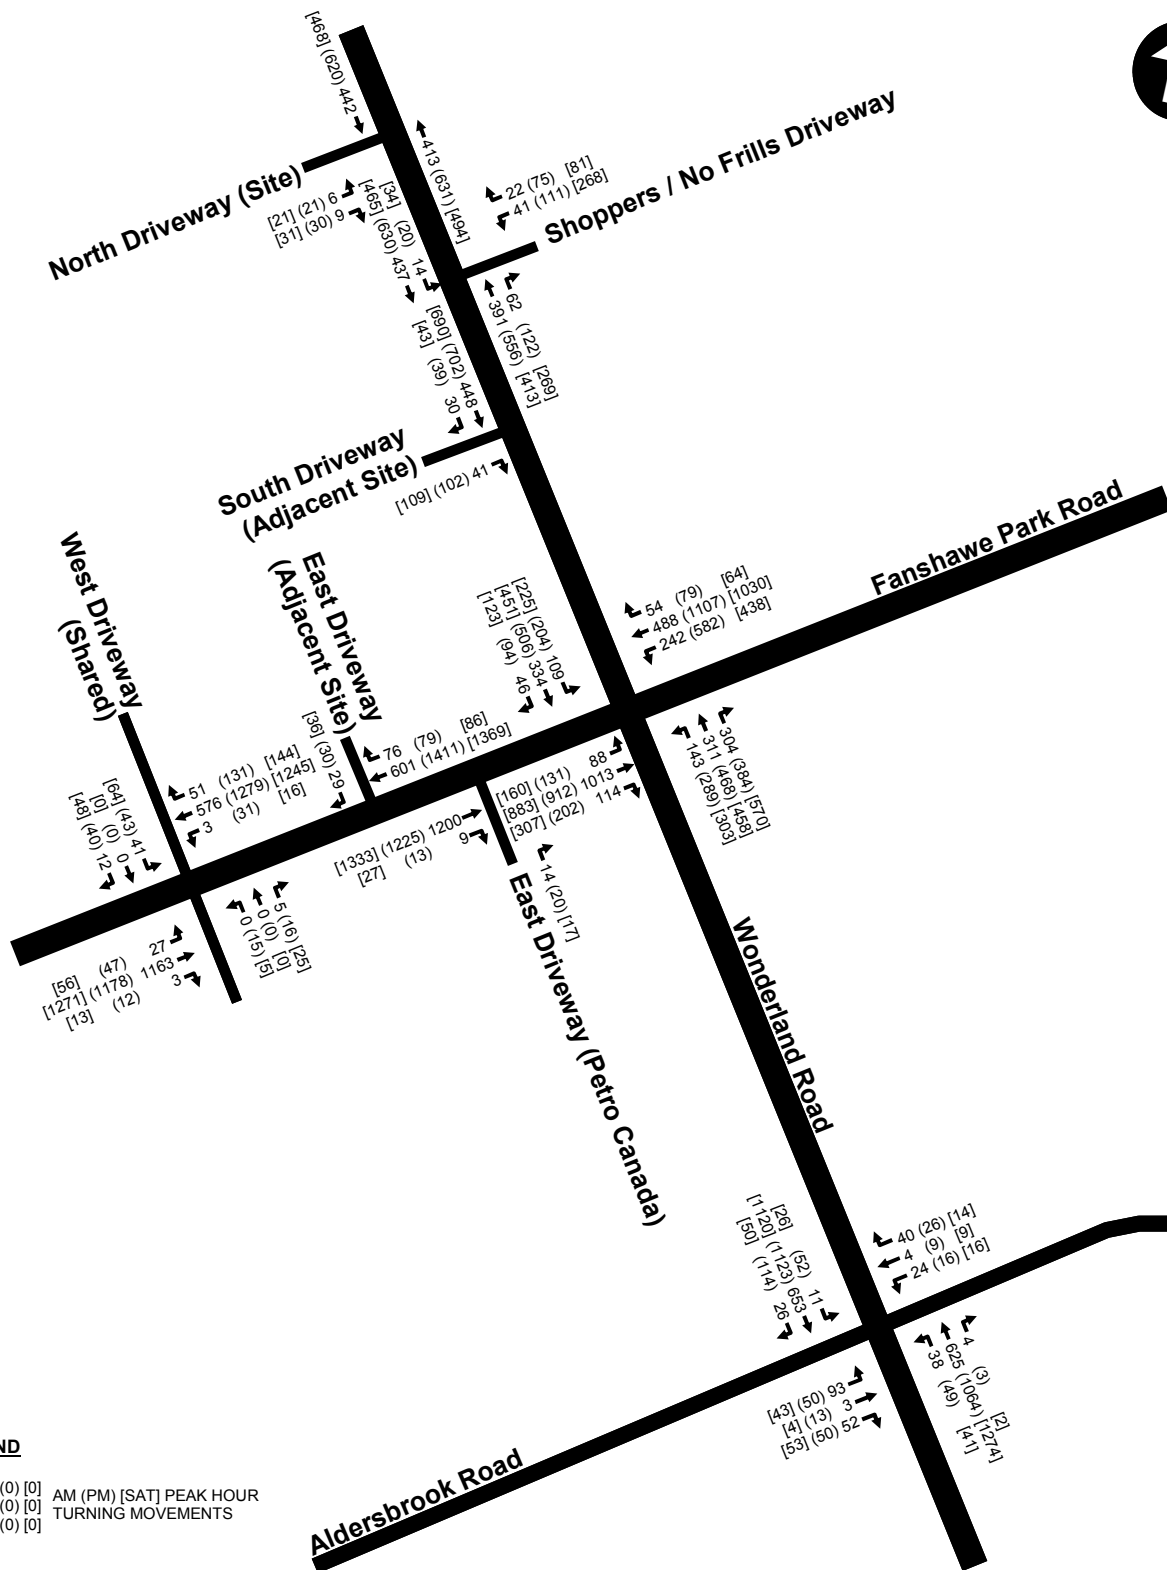 [468] (620) 442
413 (631) [494]
North Driveway (Site)
[21] (21) 6
[31] (30) 9
22 (75) [81]
41 (111) [268]
Shoppers / No Frills Driveway
[34] (20) 14
[465] (630) 437
62 (122) [269]
391 (556) [413]
[690] (702) 448
[43] (39) 30
South Driveway
(Adjacent Site)
[109] (102) 41
Fanshawe Park Road
West Driveway
(Shared)
East Driveway
(Adjacent Site)
[225] (204) 109
[451] (506) 334
[123] (94) 46
54 (79) [64]
488 (1107) [1030]
242 (582) [438]
[36] (30) 29
76 (79) [86]
601 (1411) [1369]
51 (131) [144]
576 (1279) [1245]
3 (31) [16]
[64] (43) 41
[0] (0) 0
[48] (40) 12
[160] (131) 88
[883] (912) 1013
[307] (202) 114
304 (384) [570]
311 (468) [458]
143 (289) [303]
[1333] (1225) 1200
[27] (13) 9
14 (20) [17]
East Driveway (Petro Canada)
5 (16) [25]
0 (0) [0]
0 (15) [5]
[56] (47) 27
[1271] (1178) 1163
[13] (12) 3
Wonderland Road
[26] (52) 11
[1120] (1123) 653
[50] (114) 26
40 (26) [14]
4 (9) [9]
24 (16) [16]
4 (3) [2]
625 (1064) [1274]
38 (49) [41]
[43] (50) 93
[4] (13) 3
[53] (50) 52
Aldersbrook Road
ND
(0) [0]
(0) [0]
(0) [0]
AM (PM) [SAT] PEAK HOUR
TURNING MOVEMENTS